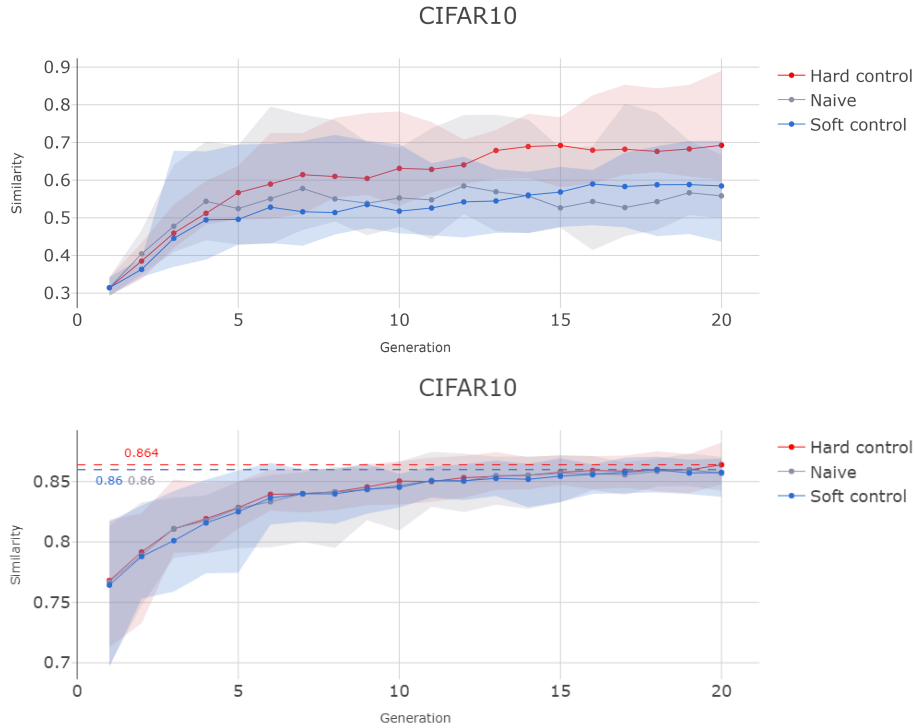 CIFAR10
0.9
0.8
0.7
0.6
0.5
0.4
0.3
Similarity
0 5 10 15 20
Generation
Hard control
Naive
Soft control
CIFAR10
0.864
0.86 0.86
0.85
0.8
0.75
0.7
Similarity
0 5 10 15 20
Generation
Hard control
Naive
Soft control